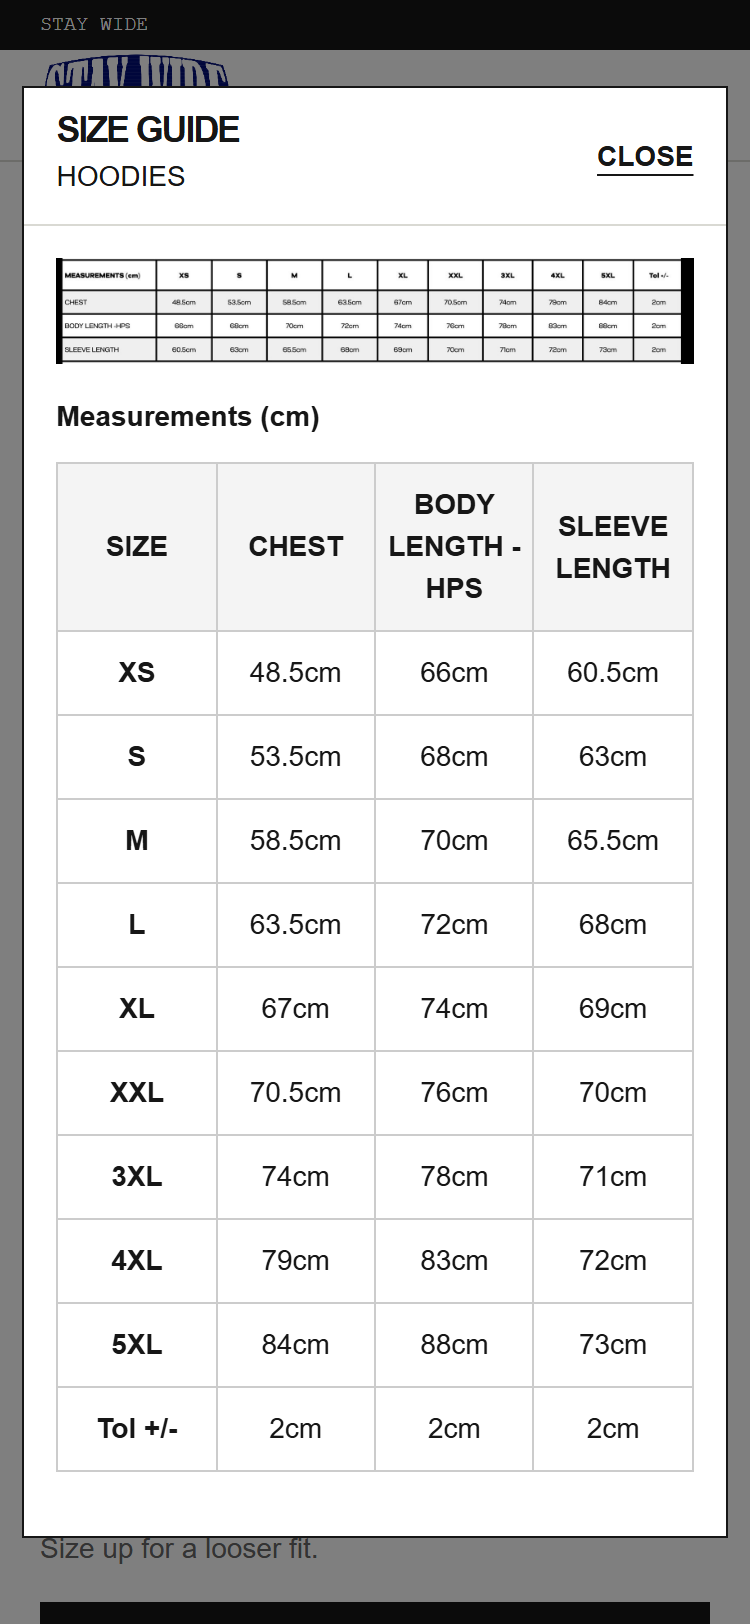 STAY WIDE
STAY WIDE
SIZE GUIDE
HOODIES
CLOSE
MEASUREMENTS (cm) XS S M L XL XXL 3XL 4XL 5XL Tol +/-
CHEST 48.5cm 53.5cm 58.5cm 63.5cm 67cm 70.5cm 74cm 79cm 84cm 2cm
BODY LENGTH -HPS 66cm 68cm 70cm 72cm 74cm 76cm 78cm 83cm 88cm 2cm
SLEEVE LENGTH 60.5cm 63cm 65.5cm 68cm 69cm 70cm 71cm 72cm 73cm 2cm
Measurements (cm)
SIZE CHEST BODY LENGTH - HPS SLEEVE LENGTH
XS 48.5cm 66cm 60.5cm
S 53.5cm 68cm 63cm
M 58.5cm 70cm 65.5cm
L 63.5cm 72cm 68cm
XL 67cm 74cm 69cm
XXL 70.5cm 76cm 70cm
3XL 74cm 78cm 71cm
4XL 79cm 83cm 72cm
5XL 84cm 88cm 73cm
Tol +/- 2cm 2cm 2cm
Size up for a looser fit.